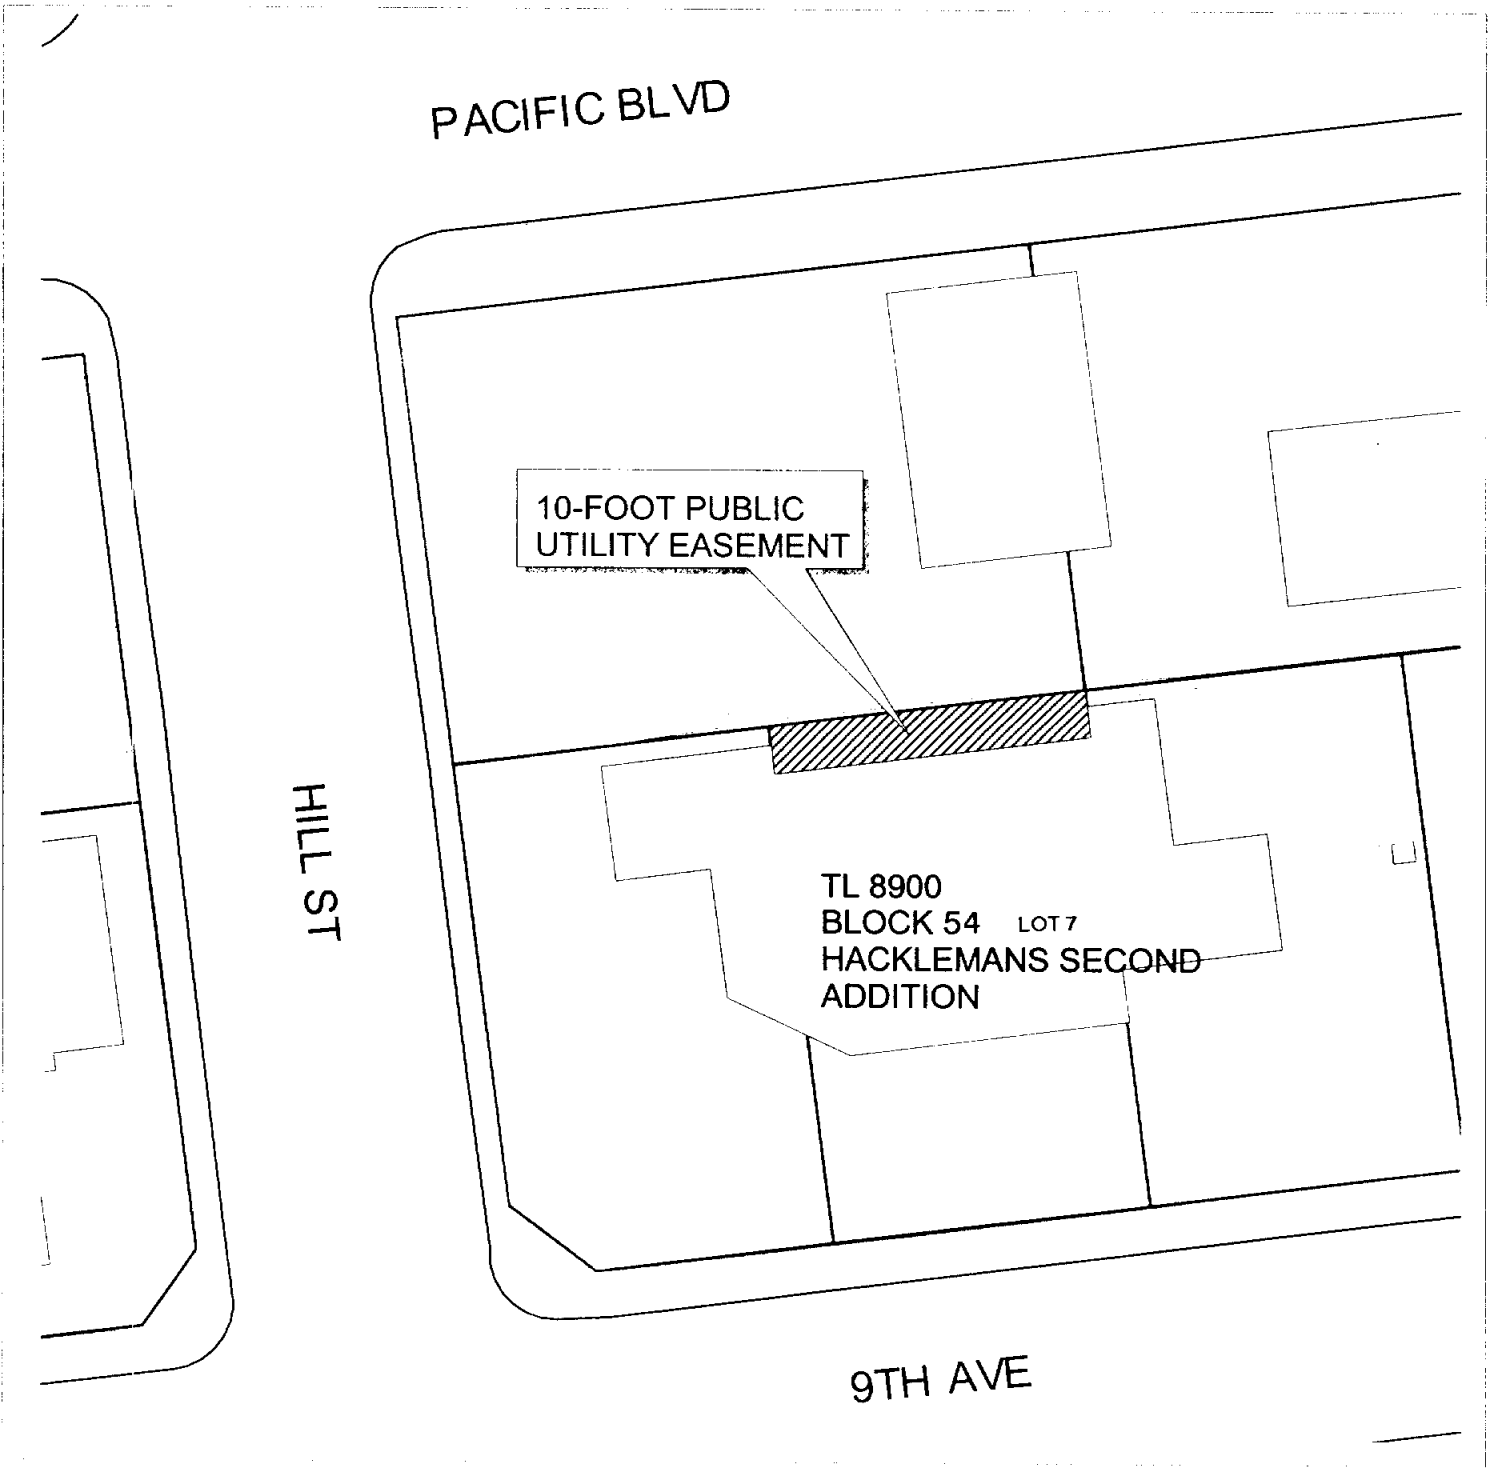 PACIFIC BLVD
10-FOOT PUBLIC
UTILITY EASEMENT
HILL ST
TL 8900
BLOCK 54 LOT 7
HACKLEMANS SECOND
ADDITION
9TH AVE